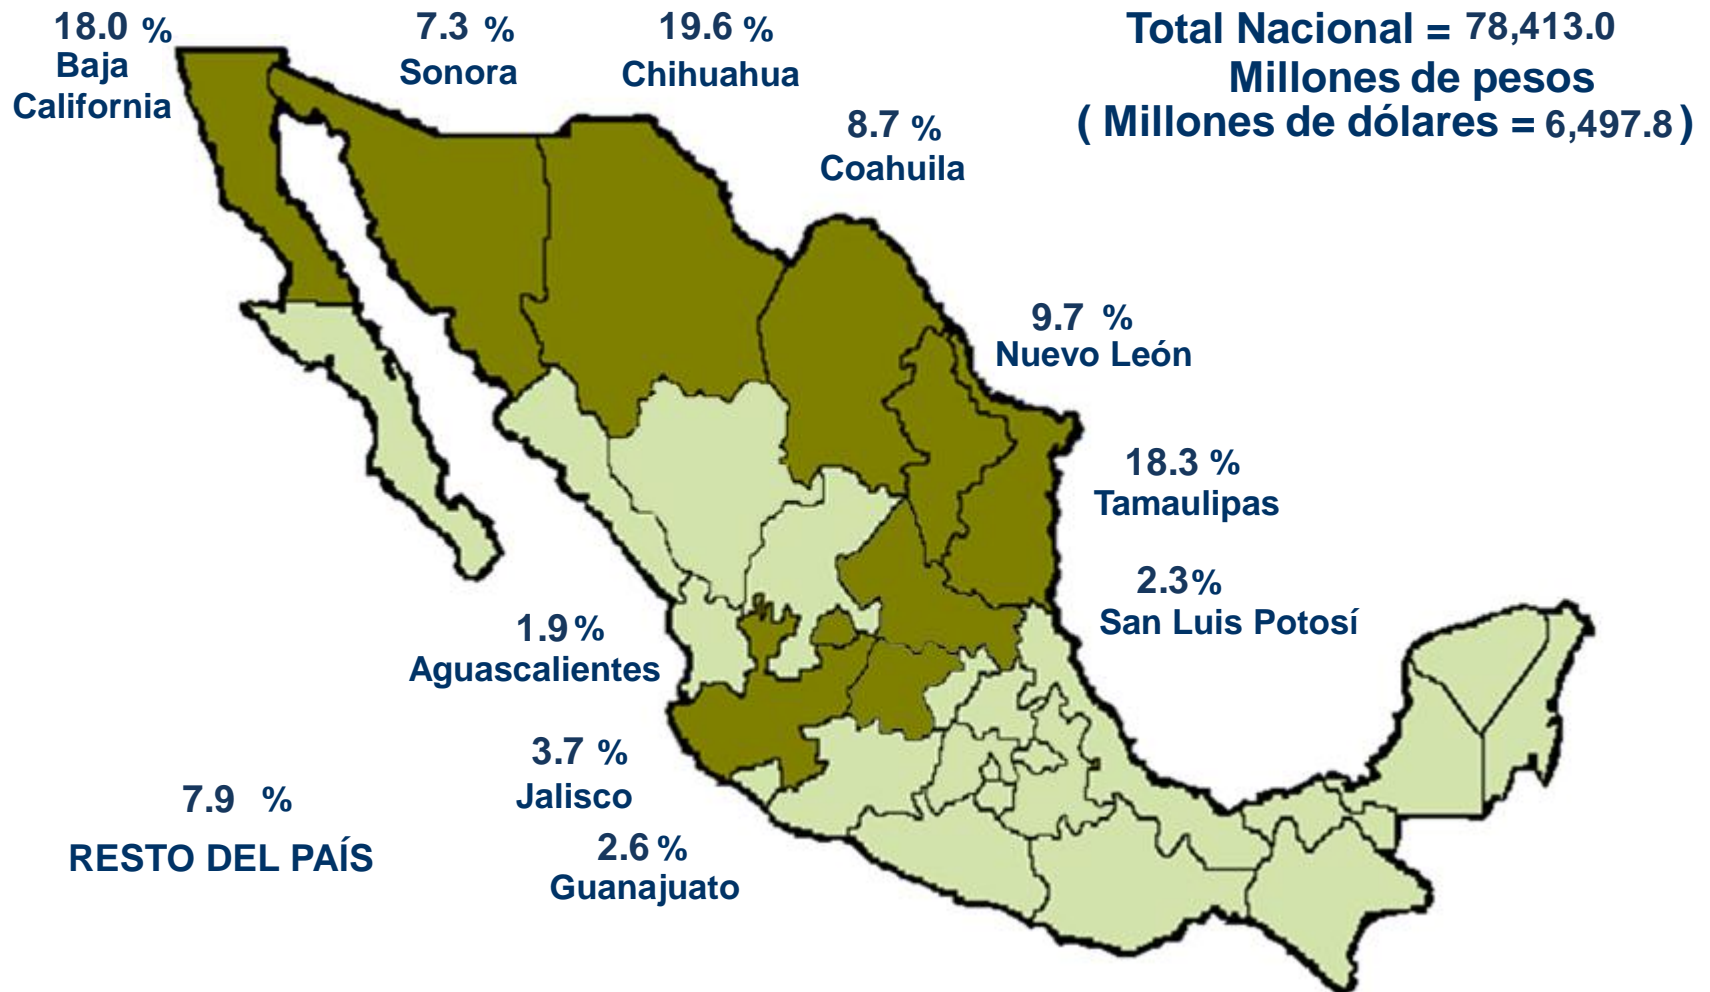 18.0 %
Baja
California
7.3 %
Sonora
19.6 %
Chihuahua
Total Nacional = 78,413.0
Millones de pesos
( Millones de dólares = 6,497.8 )
8.7 %
Coahuila
9.7 %
Nuevo León
18.3 %
Tamaulipas
2.3%
San Luis Potosí
1.9 %
Aguascalientes
3.7 %
Jalisco
7.9 %
RESTO DEL PAÍS
2.6 %
Guanajuato